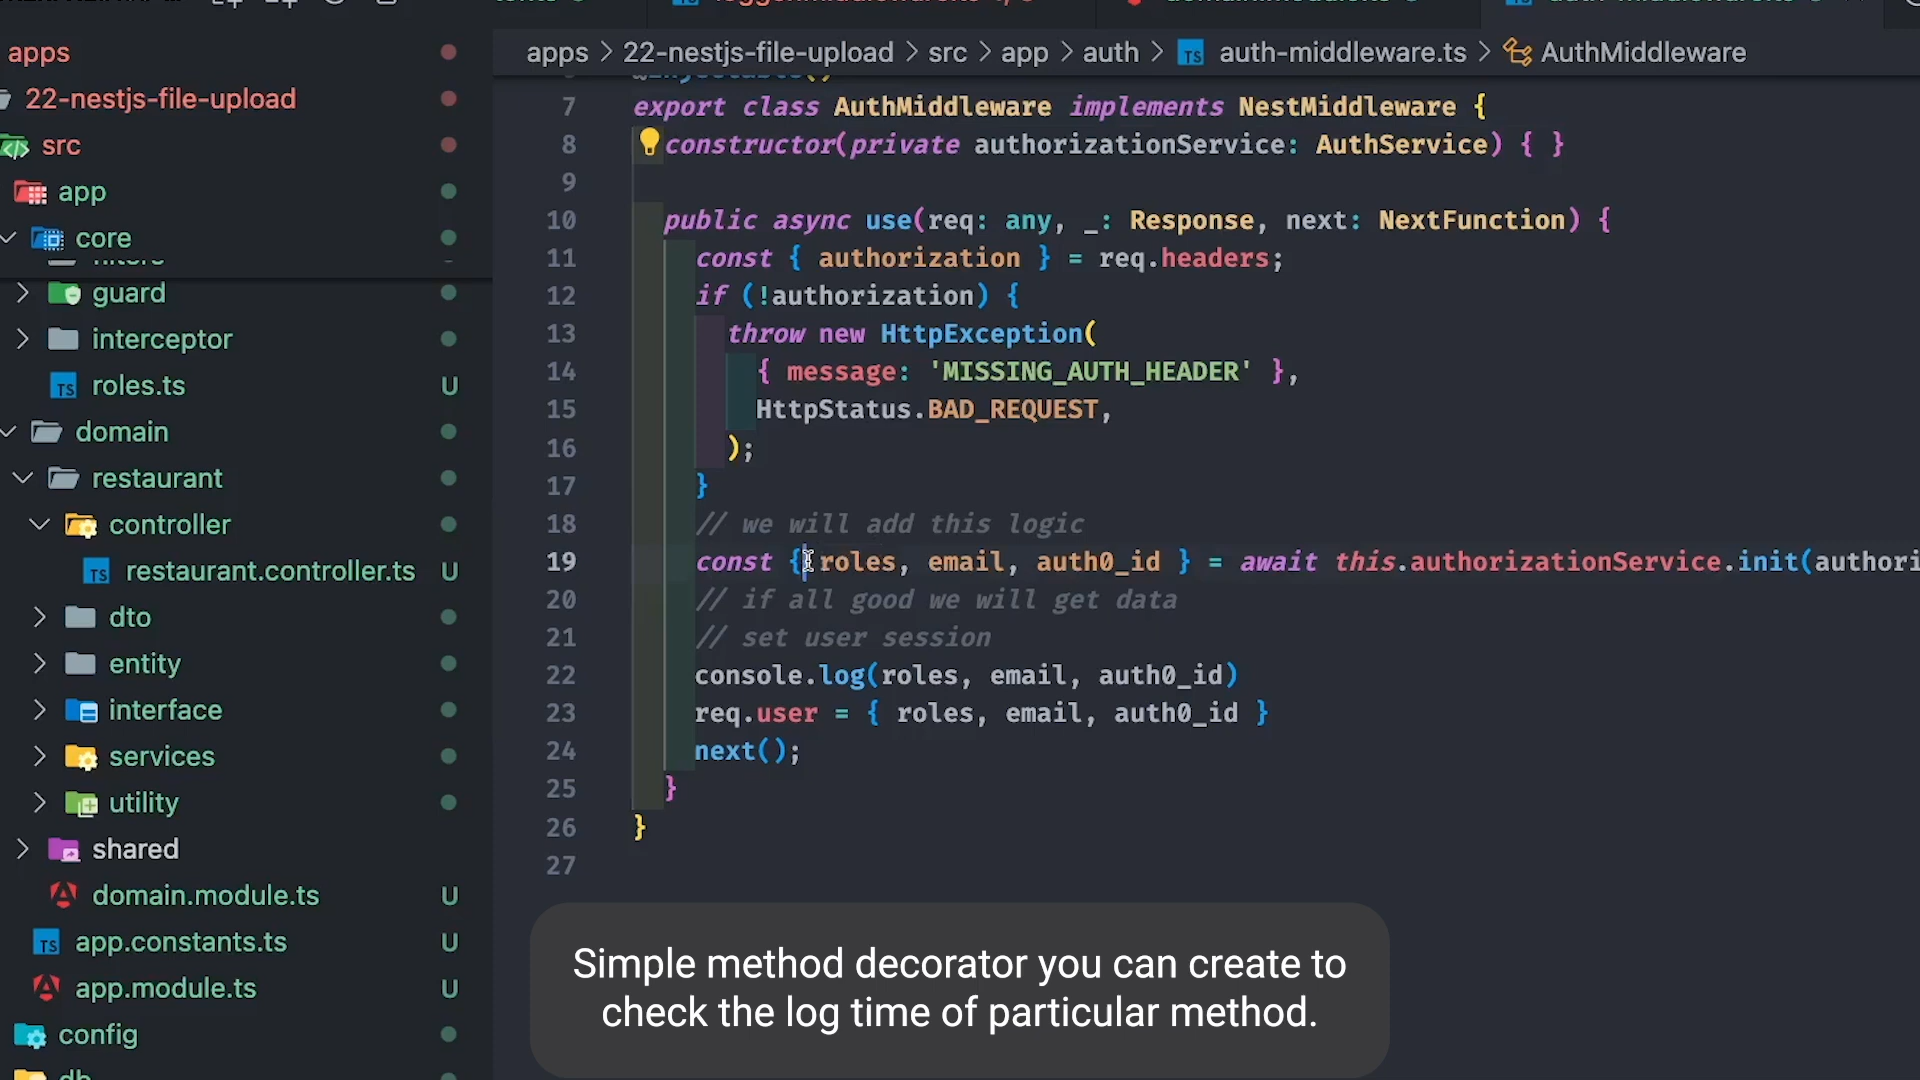 apps
22-nestjs-file-upload
src
app
core
guard
interceptor
roles.ts U
domain
restaurant
controller
restaurant.controller.ts U
dto
entity
interface
services
utility
shared
domain.module.ts U
app.constants.ts U
app.module.ts U
config
db
apps > 22-nestjs-file-upload > src > app > auth > TS auth-middleware.ts > AuthMiddleware
7 export class AuthMiddleware implements NestMiddleware {
8 constructor(private authorizationService: AuthService) { }
9
10 public async use(req: any, _: Response, next: NextFunction) {
11 const { authorization } = req.headers;
12 if (!authorization) {
13 throw new HttpException(
14 { message: 'MISSING_AUTH_HEADER' },
15 HttpStatus.BAD_REQUEST,
16 );
17 }
18 // we will add this logic
19 const { roles, email, auth0_id } = await this.authorizationService.init(authori
20 // if all good we will get data
21 // set user session
22 console.log(roles, email, auth0_id)
23 req.user = { roles, email, auth0_id }
24 next();
25 }
26 }
27
Simple method decorator you can create to
check the log time of particular method.